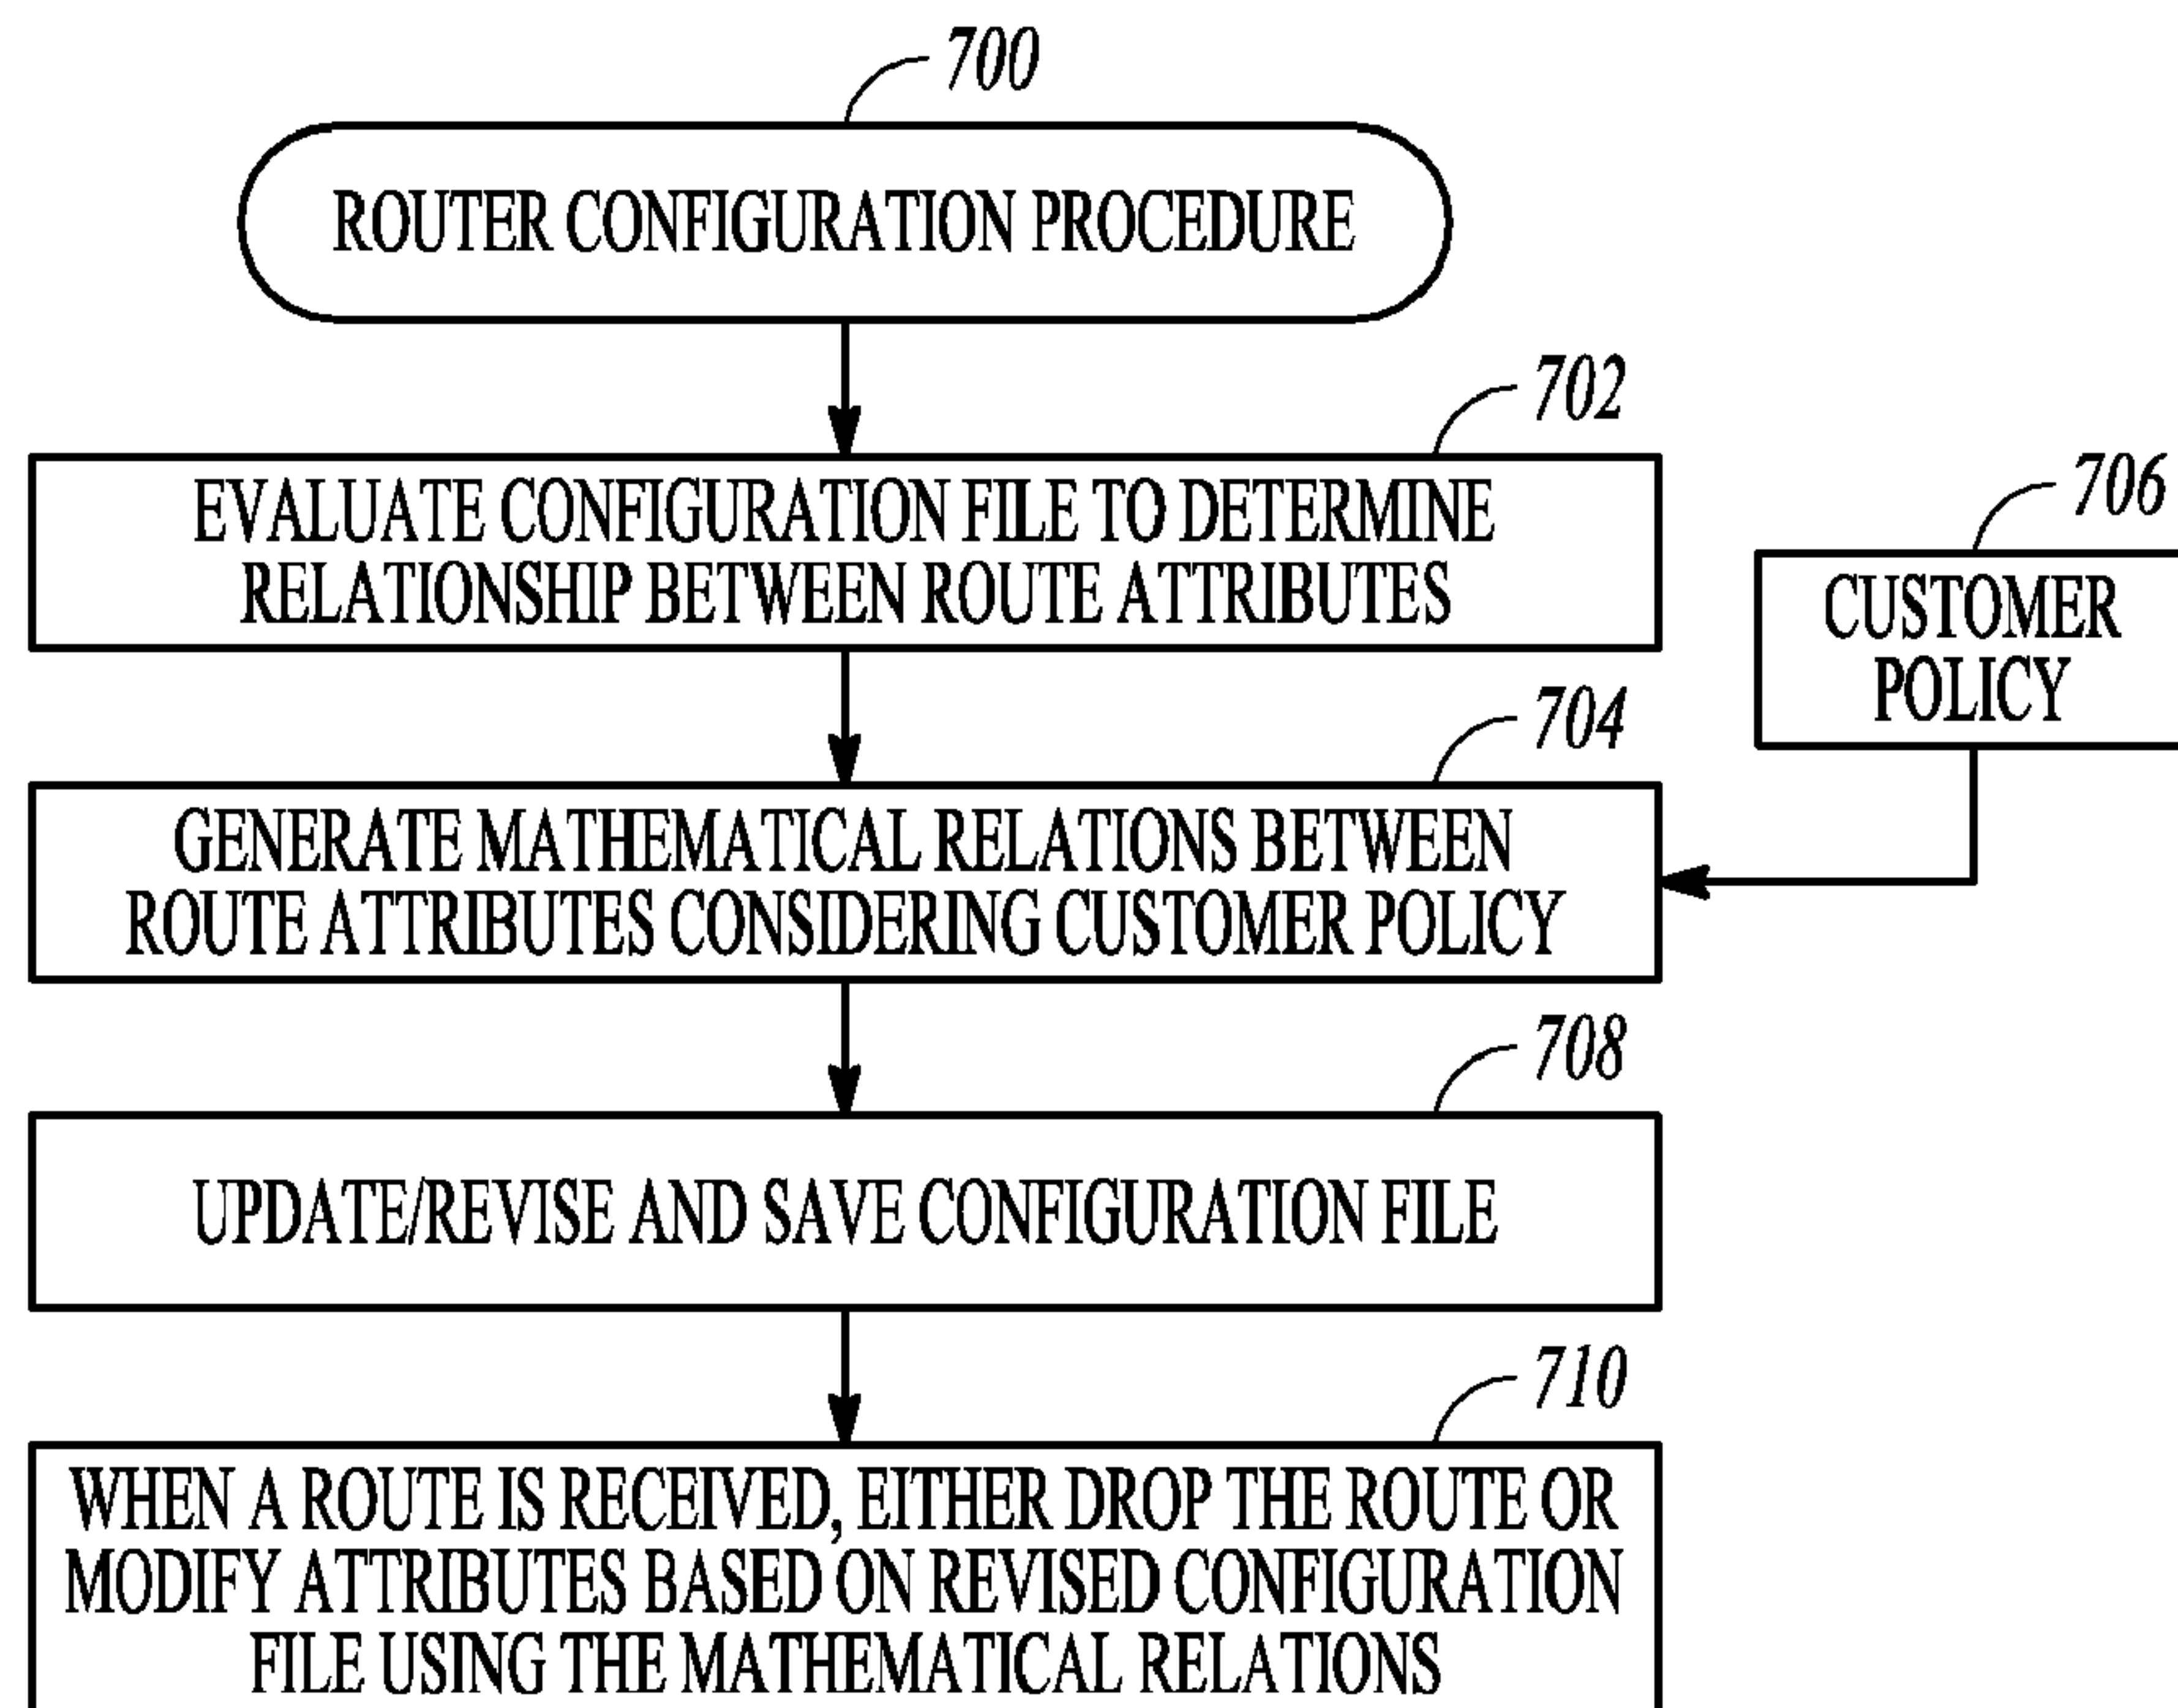 700
ROUTER CONFIGURATION PROCEDURE
702
EVALUATE CONFIGURATION FILE TO DETERMINE
RELATIONSHIP BETWEEN ROUTE ATTRIBUTES
706
CUSTOMER
POLICY
704
GENERATE MATHEMATICAL RELATIONS BETWEEN
ROUTE ATTRIBUTES CONSIDERING CUSTOMER POLICY
708
UPDATE/REVISE AND SAVE CONFIGURATION FILE
710
WHEN A ROUTE IS RECEIVED, EITHER DROP THE ROUTE OR
MODIFY ATTRIBUTES BASED ON REVISED CONFIGURATION
FILE USING THE MATHEMATICAL RELATIONS